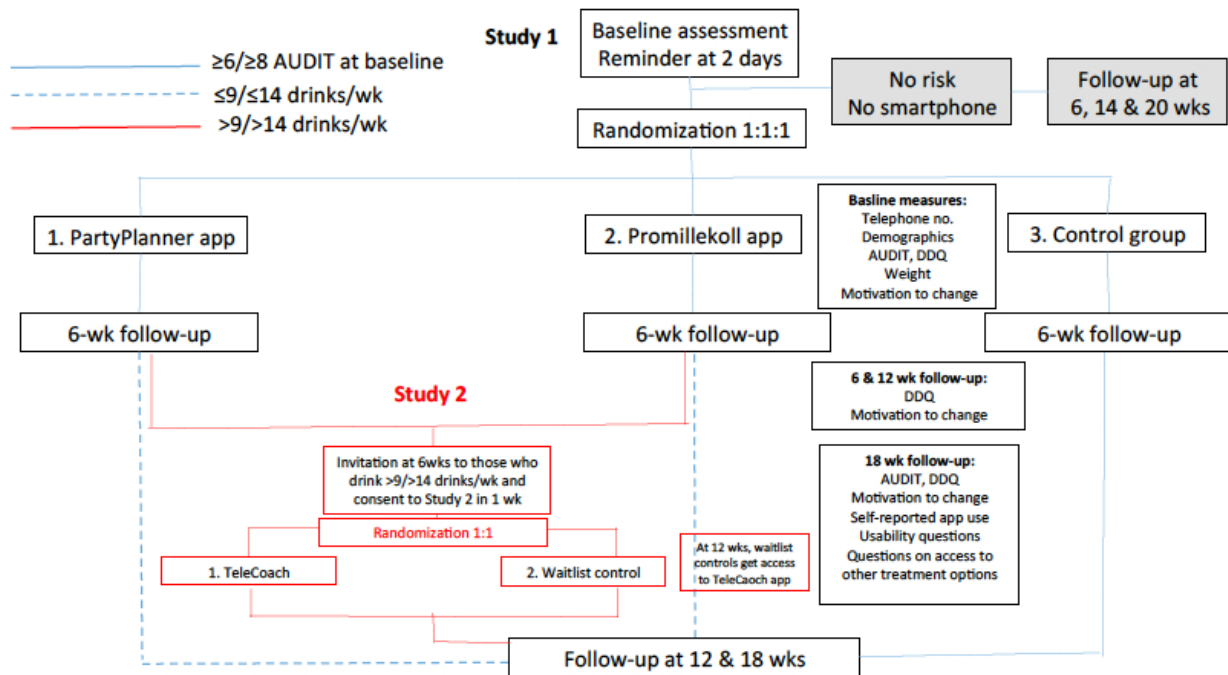 Study 1
Baseline assessment
Reminder at 2 days
≥6/≥8 AUDIT at baseline
≤9/≤14 drinks/wk
>9/>14 drinks/wk
No risk
No smartphone
Follow-up at
6, 14 & 20 wks
Randomization 1:1:1
1. PartyPlanner app
2. Promillekoll app
Basline measures:
Telephone no.
Demographics
AUDIT, DDQ
Weight
Motivation to change
3. Control group
6-wk follow-up
6-wk follow-up
6-wk follow-up
Study 2
6 & 12 wk follow-up:
DDQ
Motivation to change
Invitation at 6wks to those who
drink >9/>14 drinks/wk and
consent to Study 2 in 1 wk
Randomization 1:1
1. TeleCoach
2. Waitlist control
At 12 wks, waitlist
controls get access
to TeleCaoch app
18 wk follow-up:
AUDIT, DDQ
Motivation to change
Self-reported app use
Usability questions
Questions on access to
other treatment options
Follow-up at 12 & 18 wks